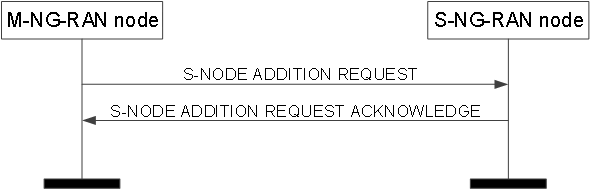 M-NG-RAN node
S-NG-RAN node
S-NODE ADDITION REQUEST
S-NODE ADDITION REQUEST ACKNOWLEDGE